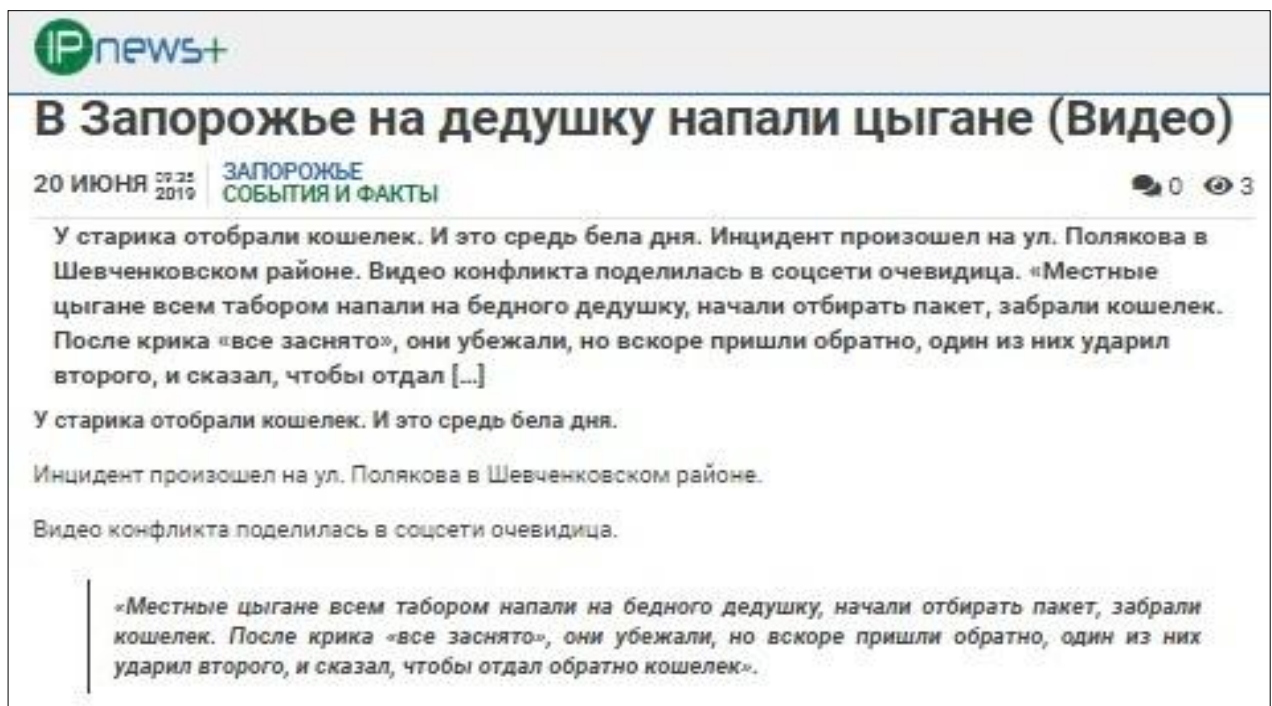 IPnews+
В Запорожье на дедушку напали цыгане (Видео)
20 ИЮНЯ 09:25 2019 ЗАПОРОЖЬЕ СОБЫТИЯ И ФАКТЫ 0 3
У старика отобрали кошелек. И это средь бела дня. Инцидент произошел на ул. Полякова в
Шевченковском районе. Видео конфликта поделилась в соцсети очевидица. «Местные
цыгане всем табором напали на бедного дедушку, начали отбирать пакет, забрали кошелек.
После крика «все заснято», они убежали, но вскоре пришли обратно, один из них ударил
второго, и сказал, чтобы отдал [...]
У старика отобрали кошелек. И это средь бела дня.
Инцидент произошел на ул. Полякова в Шевченковском районе.
Видео конфликта поделилась в соцсети очевидица.
«Местные цыгане всем табором напали на бедного дедушку, начали отбирать пакет, забрали
кошелек. После крика «все заснято», они убежали, но вскоре пришли обратно, один из них
ударил второго, и сказал, чтобы отдал обратно кошелек».